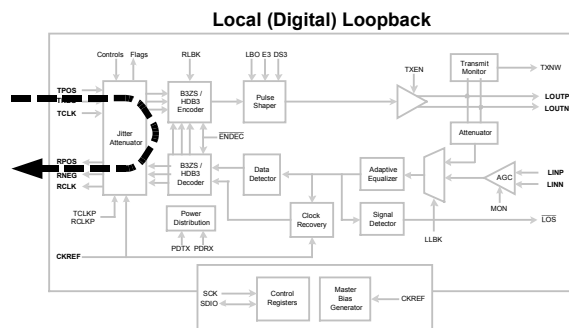 Local (Digital) Loopback
Controls Flags
RLBK
LBO E3 DS3
TXEN
Transmit Monitor
TXNW
TPOS
TCLK
Jitter Attenuator
B3ZS / HDB3 Encoder
Pulse Shaper
LOUTP
LOUTN
ENDEC
Attenuator
RPOS
RNEG
RCLK
B3ZS / HDB3 Decoder
Data Detector
Adaptive Equalizer
AGC
LINP
LINN
MON
TCLKP
RCLKP
Power Distribution
Clock Recovery
Signal Detector
LOS
LLBK
PDTX PDRX
CKREF
SCK
SDIO
Control Registers
Master Bias Generator
CKREF